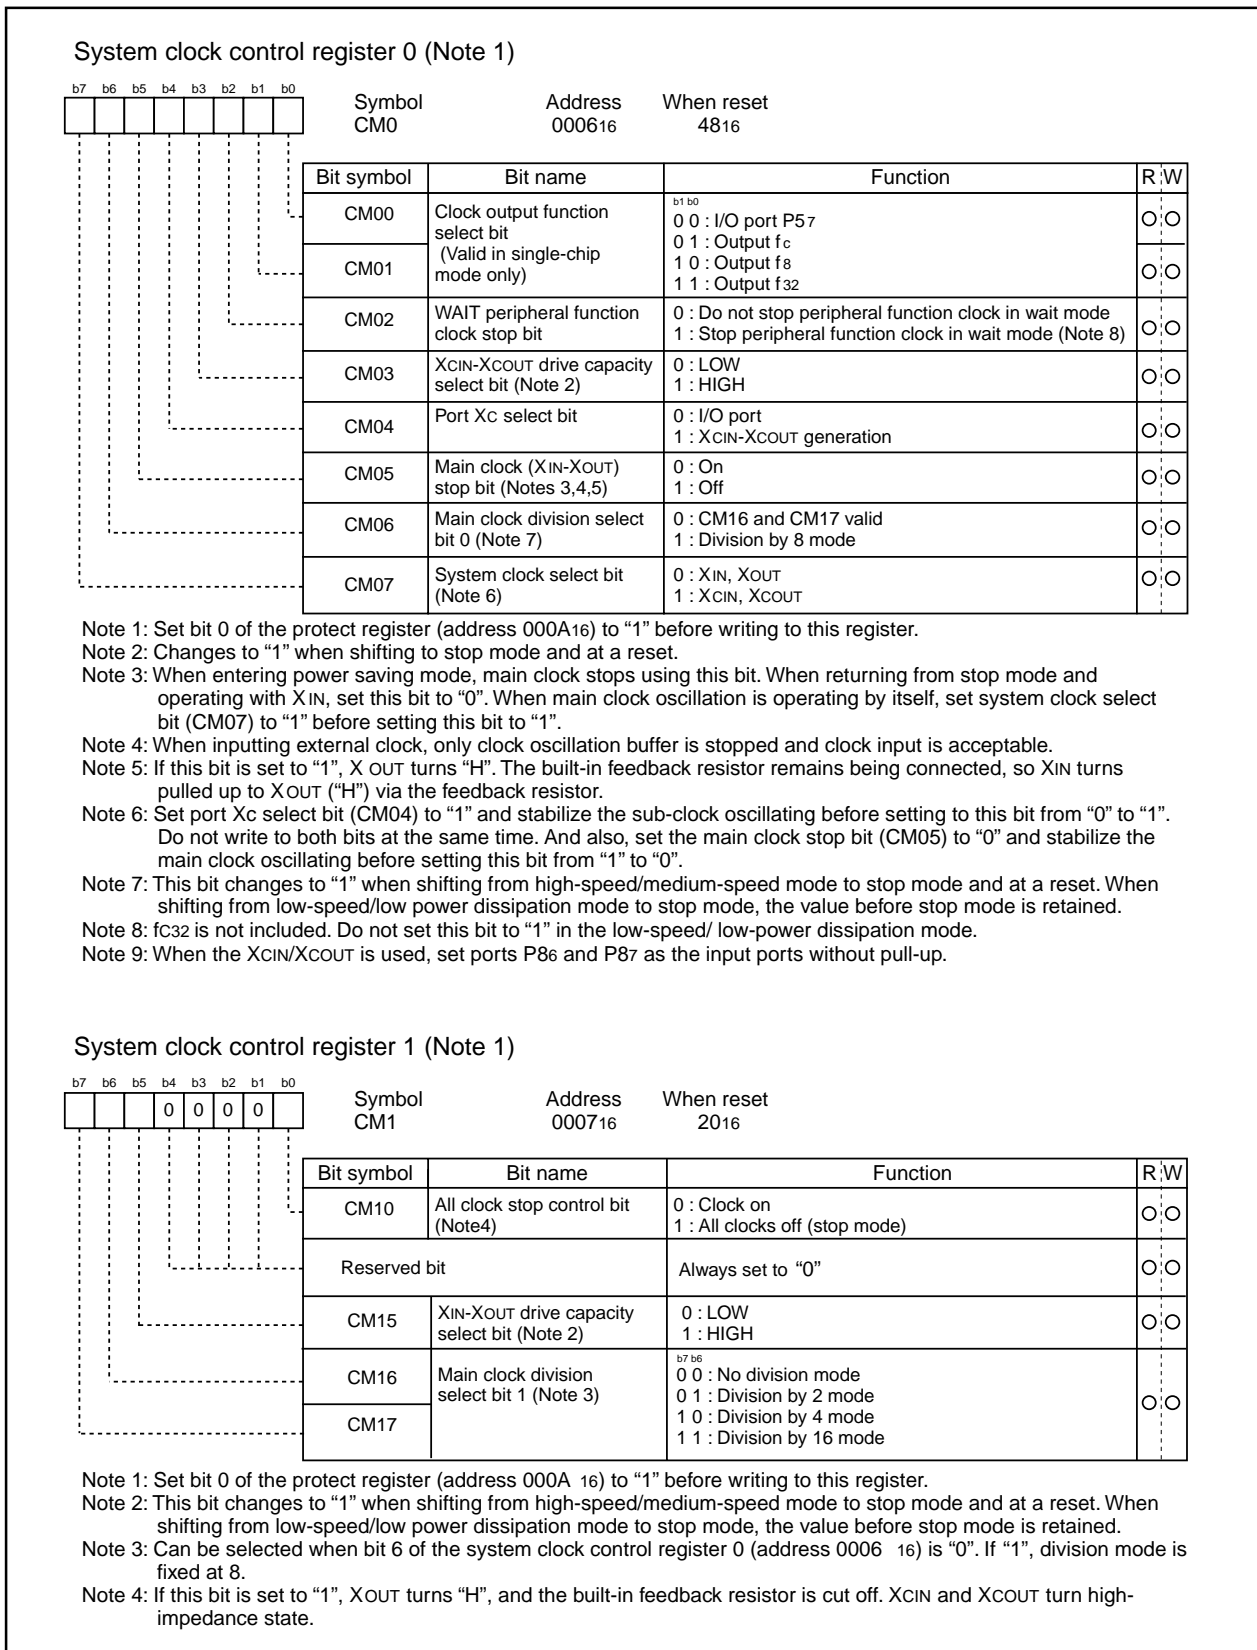 System clock control register 0 (Note 1)
b7 b6 b5 b4 b3 b2 b1 b0
Symbol Address When reset
CM0 000616 4816
Bit symbol Bit name Function R W
CM00 Clock output function
select bit
(Valid in single-chip
mode only)
b1 b0
0 0 : I/O port P57
0 1 : Output fC
1 0 : Output f8
1 1 : Output f32
CM01
CM02 WAIT peripheral function
clock stop bit
0 : Do not stop peripheral function clock in wait mode
1 : Stop peripheral function clock in wait mode (Note 8)
CM03 XCIN-XCOUT drive capacity
select bit (Note 2)
0 : LOW
1 : HIGH
CM04 Port XC select bit
0 : I/O port
1 : XCIN-XCOUT generation
CM05 Main clock (XIN-XOUT)
stop bit (Notes 3,4,5)
0 : On
1 : Off
CM06 Main clock division select
bit 0 (Note 7)
0 : CM16 and CM17 valid
1 : Division by 8 mode
CM07 System clock select bit
(Note 6)
0 : XIN, XOUT
1 : XCIN, XCOUT
Note 1: Set bit 0 of the protect register (address 000A16) to “1” before writing to this register.
Note 2: Changes to “1” when shifting to stop mode and at a reset.
Note 3: When entering power saving mode, main clock stops using this bit. When returning from stop mode and
operating with XIN, set this bit to “0”. When main clock oscillation is operating by itself, set system clock select
bit (CM07) to “1” before setting this bit to “1”.
Note 4: When inputting external clock, only clock oscillation buffer is stopped and clock input is acceptable.
Note 5: If this bit is set to “1”, X OUT turns “H”. The built-in feedback resistor remains being connected, so XIN turns
pulled up to XOUT (“H”) via the feedback resistor.
Note 6: Set port Xc select bit (CM04) to “1” and stabilize the sub-clock oscillating before setting to this bit from “0” to “1”.
Do not write to both bits at the same time. And also, set the main clock stop bit (CM05) to “0” and stabilize the
main clock oscillating before setting this bit from “1” to “0”.
Note 7: This bit changes to “1” when shifting from high-speed/medium-speed mode to stop mode and at a reset. When
shifting from low-speed/low power dissipation mode to stop mode, the value before stop mode is retained.
Note 8: fC32 is not included. Do not set this bit to “1” in the low-speed/ low-power dissipation mode.
Note 9: When the XCIN/XCOUT is used, set ports P86 and P87 as the input ports without pull-up.
System clock control register 1 (Note 1)
b7 b6 b5 b4 b3 b2 b1 b0
0 0 0 0
Symbol Address When reset
CM1 000716 2016
Bit symbol Bit name Function R W
CM10 All clock stop control bit
(Note4)
0 : Clock on
1 : All clocks off (stop mode)
Reserved bit Always set to “0”
CM15 XIN-XOUT drive capacity
select bit (Note 2)
0 : LOW
1 : HIGH
CM16 Main clock division
select bit 1 (Note 3)
b7 b6
0 0 : No division mode
0 1 : Division by 2 mode
1 0 : Division by 4 mode
1 1 : Division by 16 mode
CM17
Note 1: Set bit 0 of the protect register (address 000A 16) to “1” before writing to this register.
Note 2: This bit changes to “1” when shifting from high-speed/medium-speed mode to stop mode and at a reset. When
shifting from low-speed/low power dissipation mode to stop mode, the value before stop mode is retained.
Note 3: Can be selected when bit 6 of the system clock control register 0 (address 0006 16) is “0”. If “1”, division mode is
fixed at 8.
Note 4: If this bit is set to “1”, XOUT turns “H”, and the built-in feedback resistor is cut off. XCIN and XCOUT turn high-
impedance state.